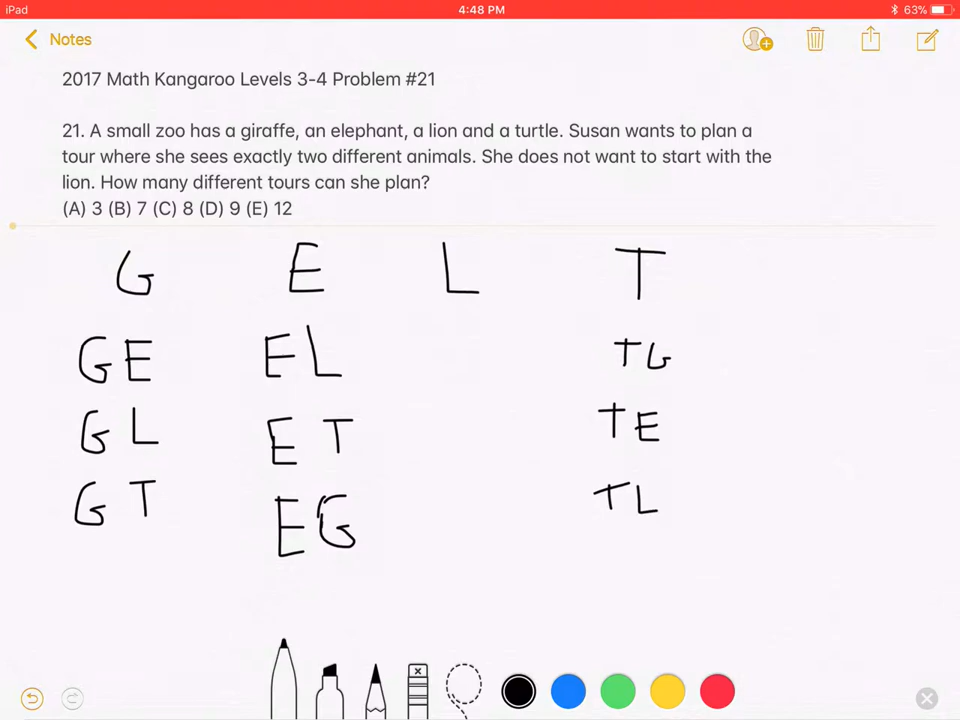 iPad 4:48 PM 63%
Notes
2017 Math Kangaroo Levels 3-4 Problem #21
21. A small zoo has a giraffe, an elephant, a lion and a turtle. Susan wants to plan a
tour where she sees exactly two different animals. She does not want to start with the
lion. How many different tours can she plan?
(A) 3 (B) 7 (C) 8 (D) 9 (E) 12
G E L T
GE EL TG
GL ET TE
GT EG TL